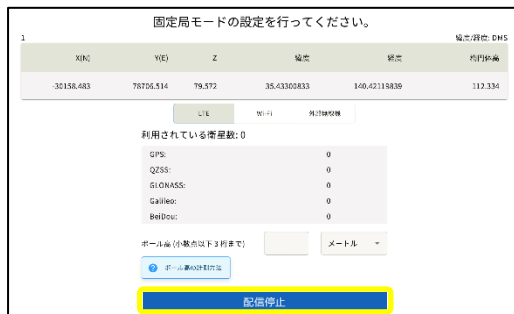 固定局モードの設定を行ってください。
1
緯度/経度: DMS
X(N) Y(E) Z 緯度 経度 楕円体高
-30158.483 78706.514 79.572 35.43300833 140.42119839 112.334
LTE Wi-Fi 外部無線機
利用されている衛星数: 0
GPS: 0
QZSS: 0
GLONASS: 0
Galileo: 0
BeiDou: 0
ポール高 (小数点以下 3 桁まで) メートル
? ポール高の計測方法
配信停止